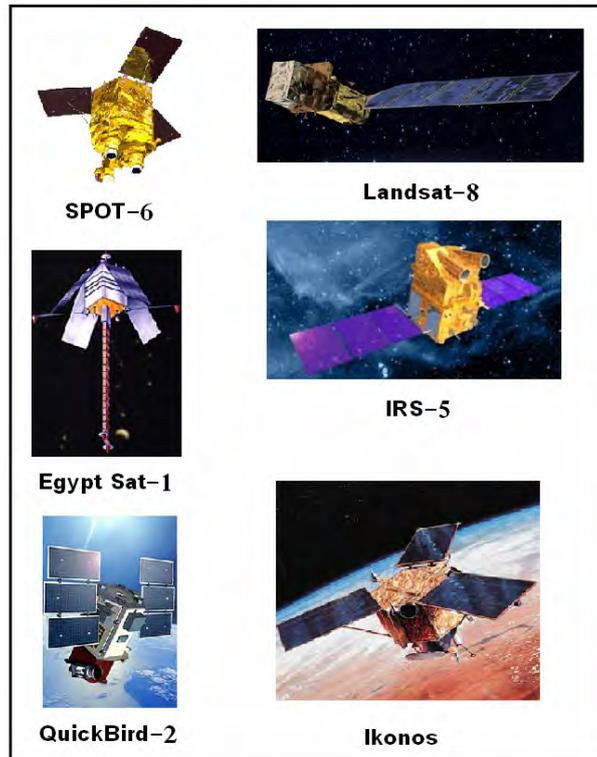 SPOT-6
Landsat-8
IRS-5
Egypt Sat-1
QuickBird-2
Ikonos